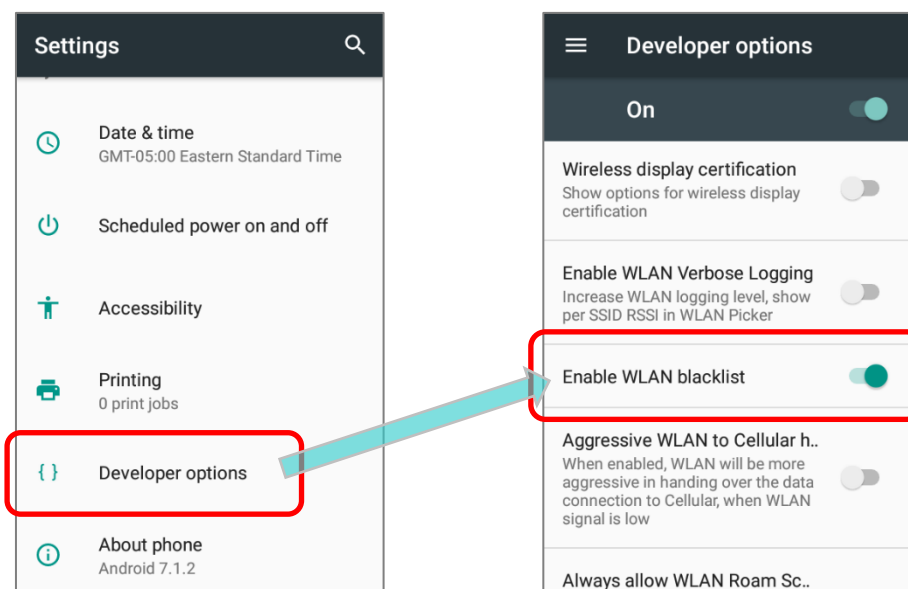 Settings
Date & time
GMT-05:00 Eastern Standard Time
Scheduled power on and off
Accessibility
Printing
0 print jobs
{ } Developer options
About phone
Android 7.1.2
Developer options
On
Wireless display certification
Show options for wireless display
certification
Enable WLAN Verbose Logging
Increase WLAN logging level, show
per SSID RSSI in WLAN Picker
Enable WLAN blacklist
Aggressive WLAN to Cellular h..
When enabled, WLAN will be more
aggressive in handing over the data
connection to Cellular, when WLAN
signal is low
Always allow WLAN Roam Sc..